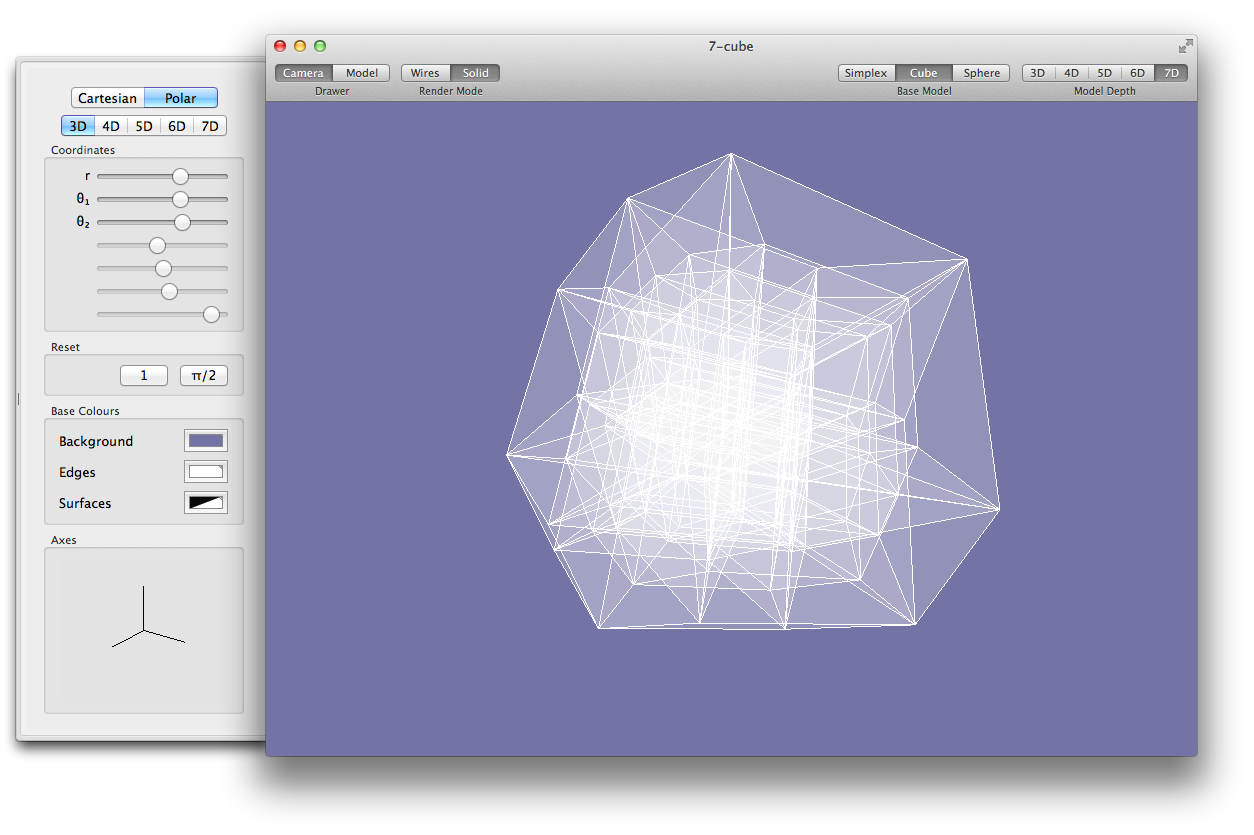 7-cube
Camera Model Wires Solid Simplex Cube Sphere 3D 4D 5D 6D 7D
Drawer Render Mode Base Model Model Depth
Cartesian Polar
3D 4D 5D 6D 7D
Coordinates
r
θ₁
θ₂
Reset
1 π/2
Base Colours
Background
Edges
Surfaces
Axes